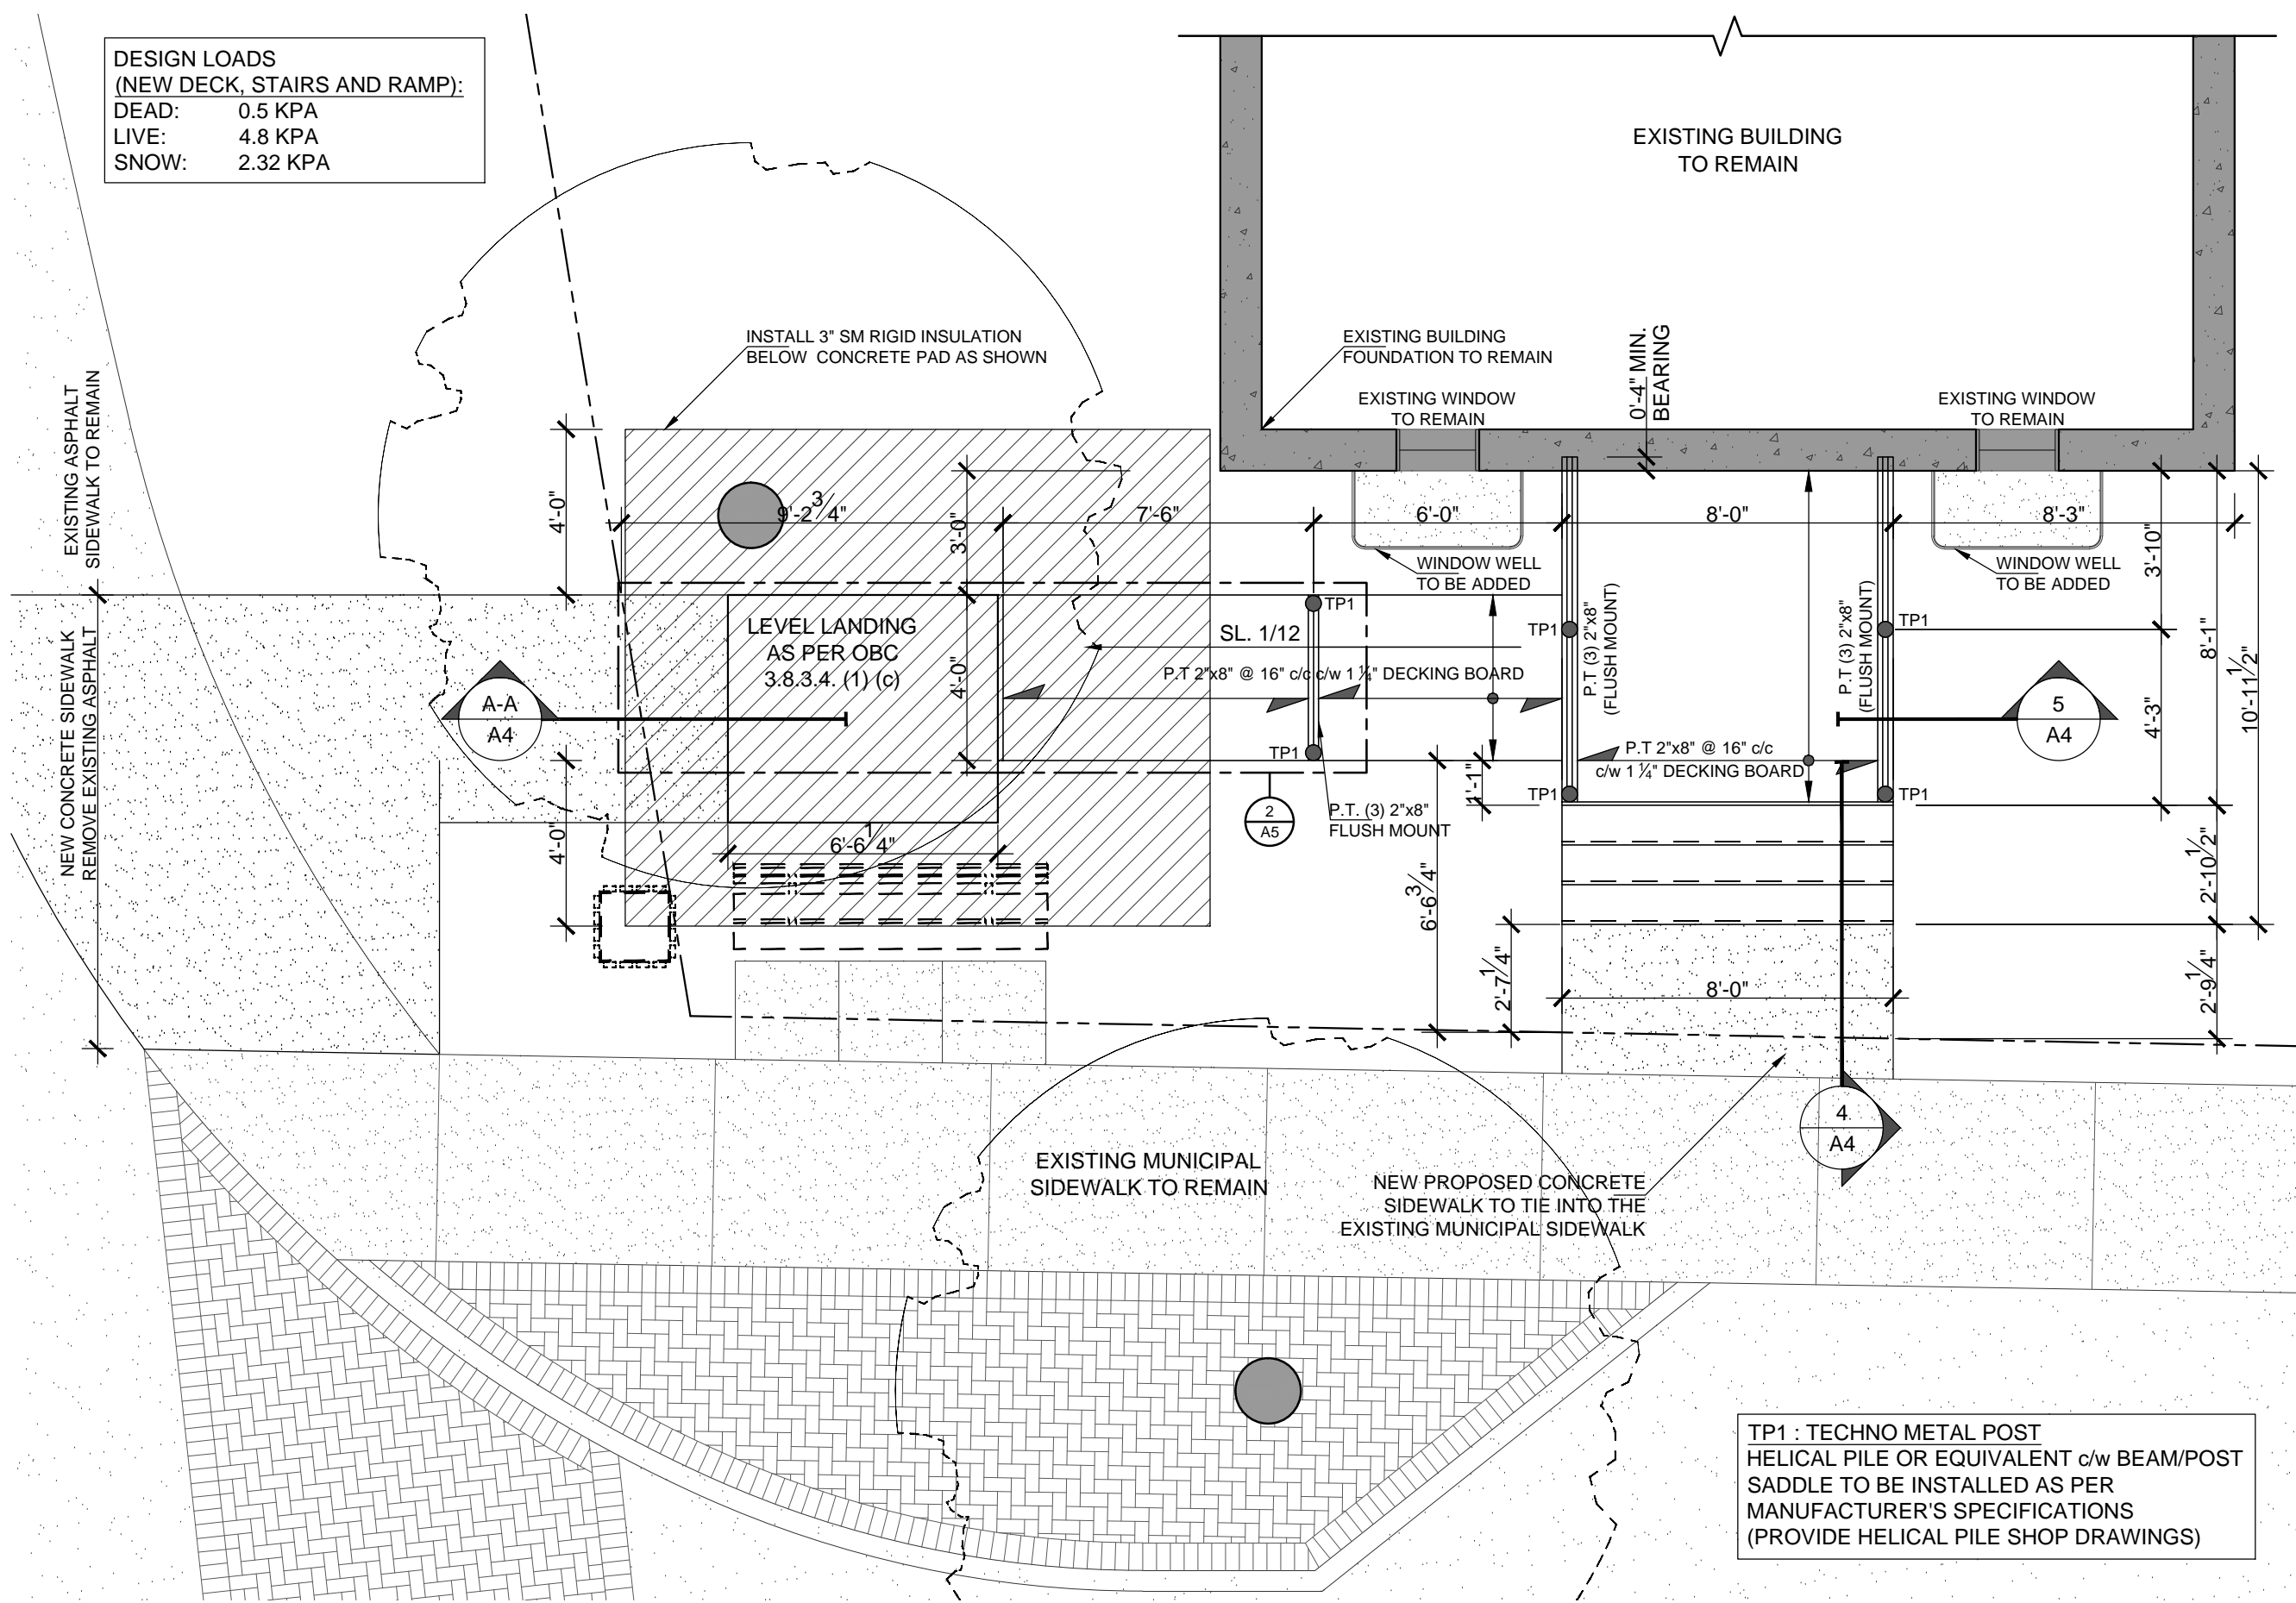 DESIGN LOADS
(NEW DECK, STAIRS AND RAMP):
DEAD: 0.5 KPA
LIVE: 4.8 KPA
SNOW: 2.32 KPA
EXISTING BUILDING
TO REMAIN
INSTALL 3" SM RIGID INSULATION
BELOW CONCRETE PAD AS SHOWN
EXISTING BUILDING
FOUNDATION TO REMAIN
EXISTING WINDOW
TO REMAIN
0'-4" MIN.
BEARING
EXISTING WINDOW
TO REMAIN
EXISTING ASPHALT
SIDEWALK TO REMAIN
4'-0"
9'-2 3/4"
3'-0"
7'-6"
6'-0"
8'-0"
8'-3"
3'-10"
WINDOW WELL
TO BE ADDED
WINDOW WELL
TO BE ADDED
NEW CONCRETE SIDEWALK
REMOVE EXISTING ASPHALT
LEVEL LANDING
AS PER OBC
3.8.3.4. (1) (c)
4'-0"
TP1
SL. 1/12
P.T 2"x8" @ 16" c/c c/w 1 1/4" DECKING BOARD
TP1
P.T (3) 2"x8"
(FLUSH MOUNT)
P.T (3) 2"x8"
(FLUSH MOUNT)
TP1
8'-1"
10'-11 1/2"
4'-3"
A-A
A4
5
A4
TP1
P.T 2"x8" @ 16" c/c
c/w 1 1/4" DECKING BOARD
1'-1"
TP1
TP1
2
A5
P.T. (3) 2"x8"
FLUSH MOUNT
4'-0"
6'-6 1/4"
6'-6 3/4"
2'-10 1/2"
2'-7 1/4"
8'-0"
2'-9 1/4"
4
A4
EXISTING MUNICIPAL
SIDEWALK TO REMAIN
NEW PROPOSED CONCRETE
SIDEWALK TO TIE INTO THE
EXISTING MUNICIPAL SIDEWALK
TP1 : TECHNO METAL POST
HELICAL PILE OR EQUIVALENT c/w BEAM/POST
SADDLE TO BE INSTALLED AS PER
MANUFACTURER'S SPECIFICATIONS
(PROVIDE HELICAL PILE SHOP DRAWINGS)